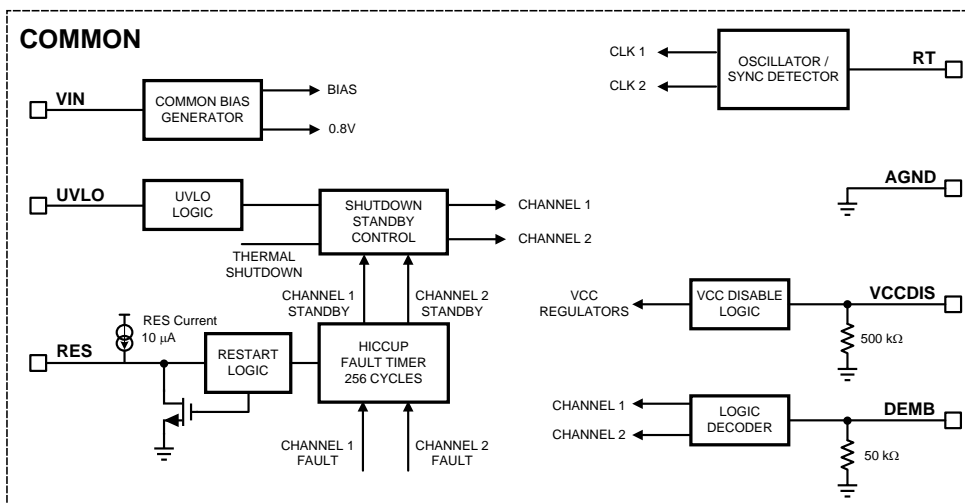 COMMON
VIN
COMMON BIAS
GENERATOR
BIAS
0.8V
CLK 1
CLK 2
OSCILLATOR /
SYNC DETECTOR
RT
UVLO
UVLO
LOGIC
SHUTDOWN
STANDBY
CONTROL
CHANNEL 1
CHANNEL 2
THERMAL
SHUTDOWN
AGND
CHANNEL 1
STANDBY
CHANNEL 2
STANDBY
VCC
REGULATORS
VCC DISABLE
LOGIC
VCCDIS
500 kΩ
RES Current
10 µA
RES
RESTART
LOGIC
HICCUP
FAULT TIMER
256 CYCLES
CHANNEL 1
FAULT
CHANNEL 2
FAULT
CHANNEL 1
CHANNEL 2
LOGIC
DECODER
DEMB
50 kΩ